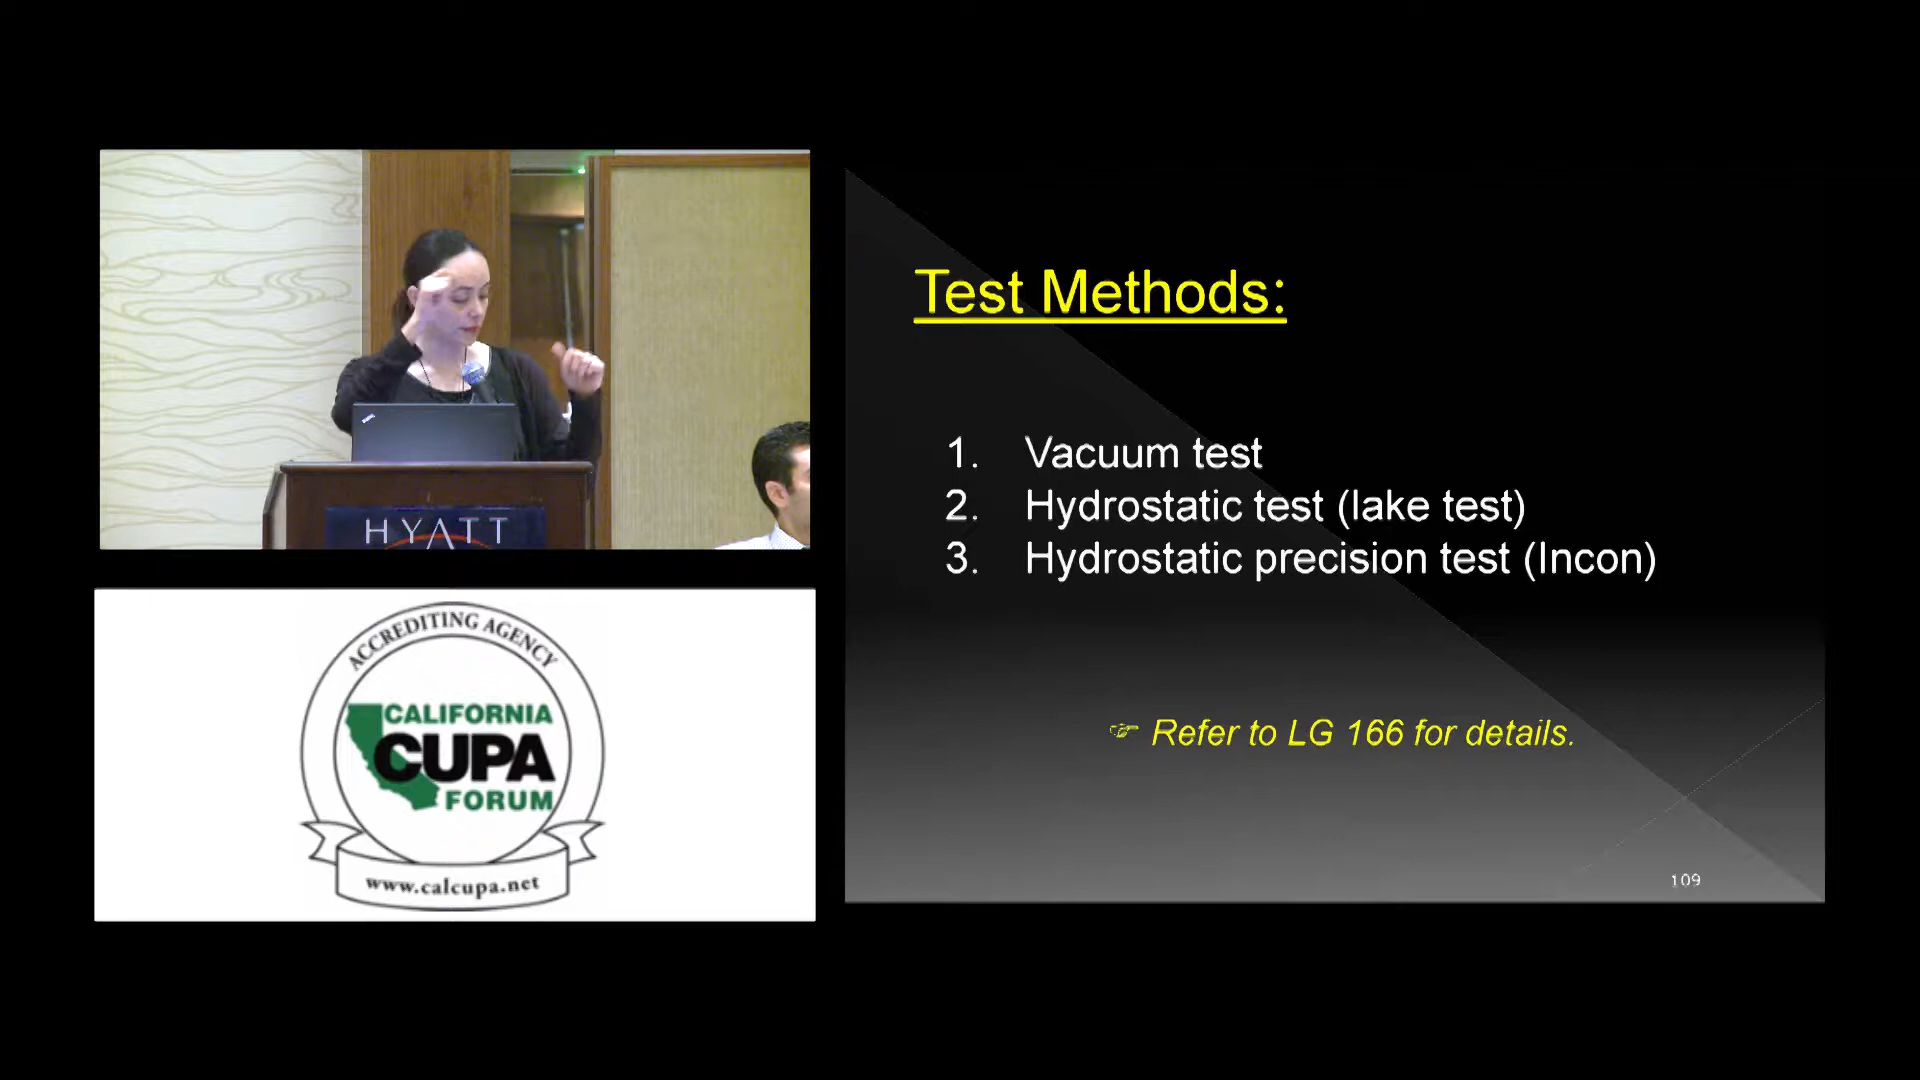 HYATT
ACCREDITING AGENCY
CALIFORNIA
CUPA
FORUM
www.calcupa.net
Test Methods:
1. Vacuum test
2. Hydrostatic test (lake test)
3. Hydrostatic precision test (Incon)
☞ Refer to LG 166 for details.
109